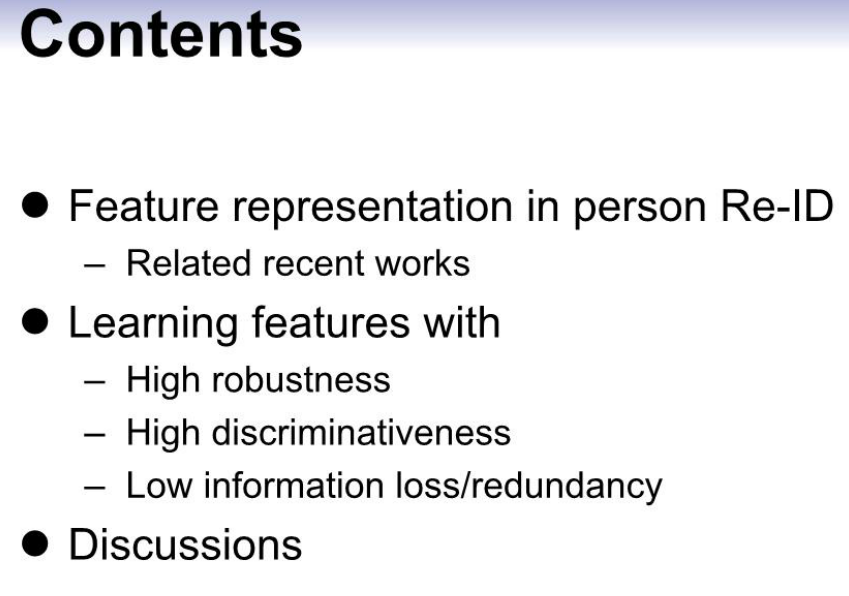 Contents
● Feature representation in person Re-ID
– Related recent works
● Learning features with
– High robustness
– High discriminativeness
– Low information loss/redundancy
● Discussions